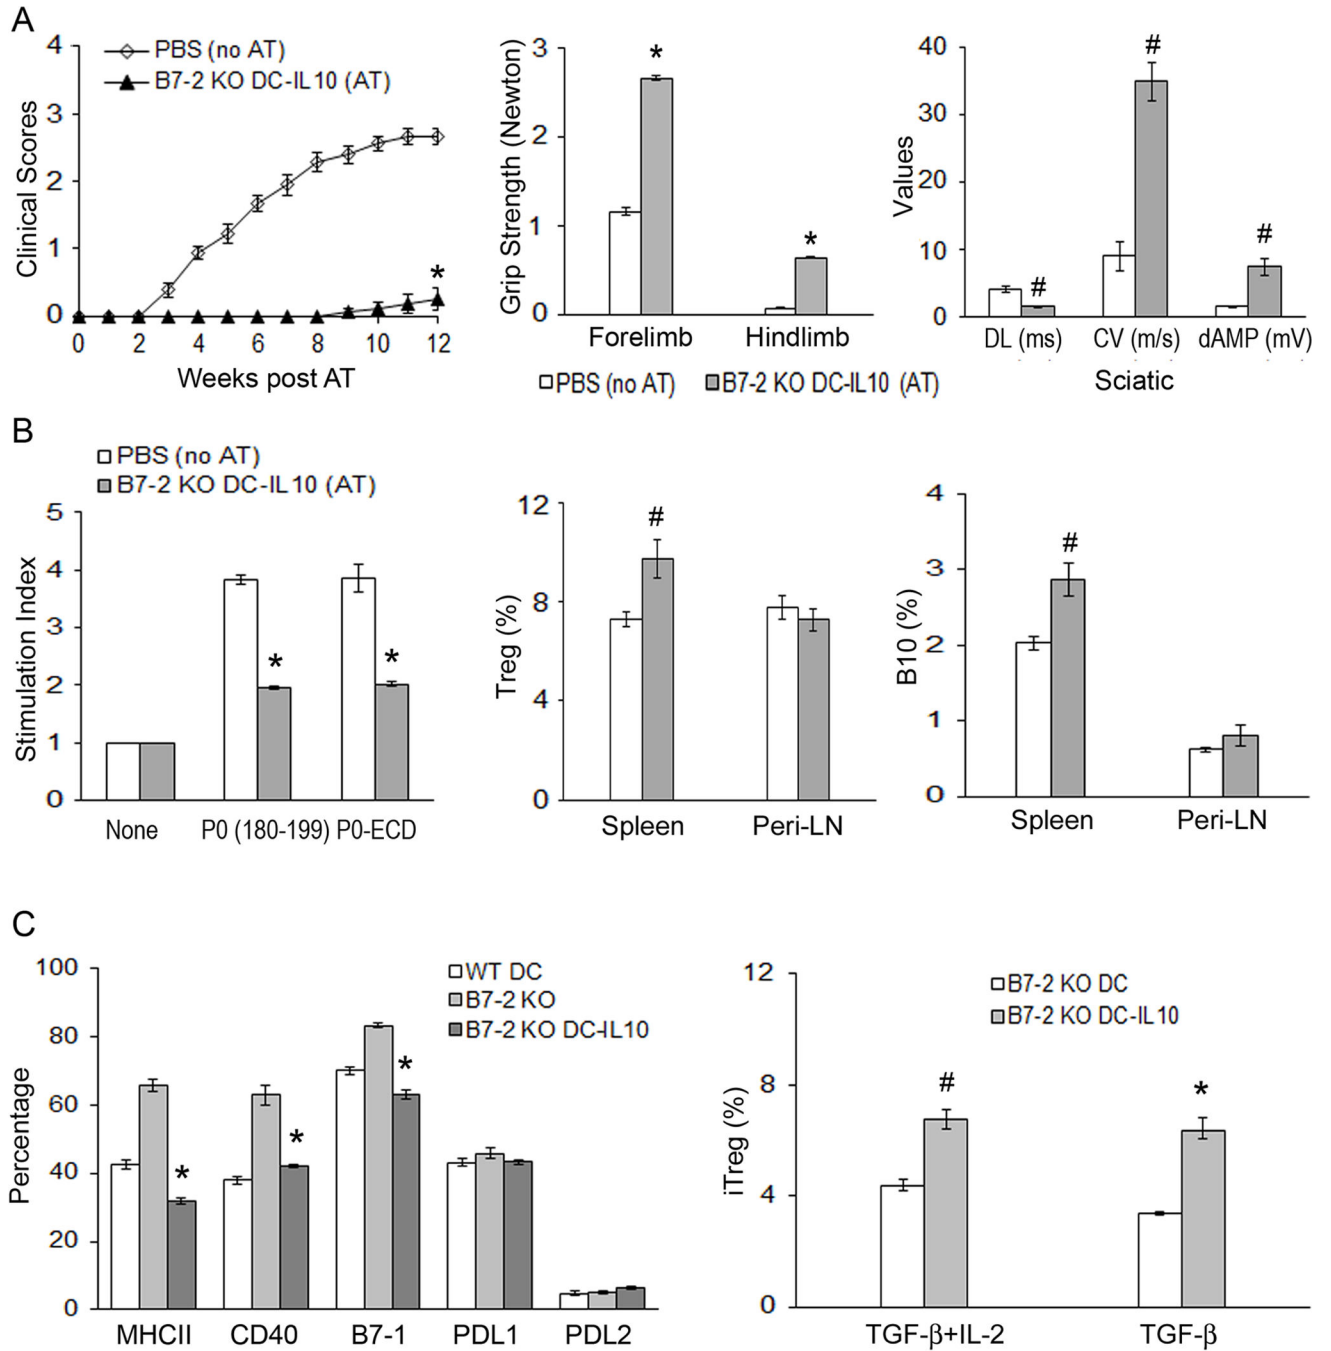 A
4
3
2
1
0
Clinical Scores
PBS (no AT)
B7-2 KO DC-IL10 (AT)
*
0 2 4 6 8 10 12
Weeks post AT
3
2
1
0
Grip Strength (Newton)
*
*
Forelimb Hindlimb
PBS (no AT) B7-2 KO DC-IL10 (AT)
40
30
20
10
0
Values
#
#
#
DL (ms) CV (m/s) dAMP (mV)
Sciatic
B
PBS (no AT)
B7-2 KO DC-IL10 (AT)
5
4
3
2
1
0
Stimulation Index
*
*
None P0 (180-199) P0-ECD
12
8
4
0
Treg (%)
#
Spleen Peri-LN
4
3
2
1
0
B10 (%)
#
Spleen Peri-LN
C
100
80
60
40
20
0
Percentage
WT DC
B7-2 KO
B7-2 KO DC-IL10
*
*
*
MHCII CD40 B7-1 PDL1 PDL2
12
8
4
0
iTreg (%)
B7-2 KO DC
B7-2 KO DC-IL10
#
*
TGF-β+IL-2 TGF-β